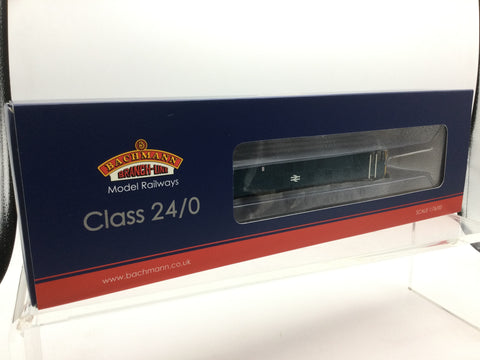 BACHMANN
BRANCH-LINE
Model Railways
Class 24/0
www.bachmann.co.uk
SCALE 1:76/00